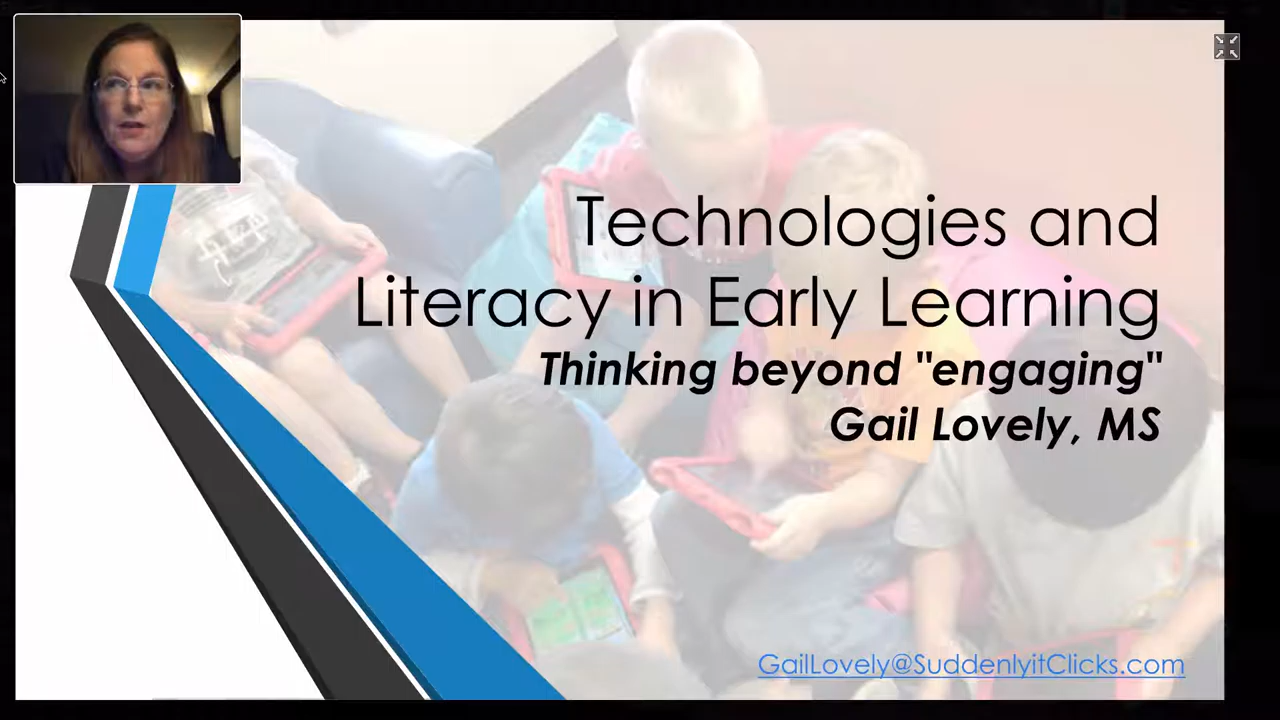 Technologies and
Literacy in Early Learning
Thinking beyond "engaging"
Gail Lovely, MS
GailLovely@SuddenlyitClicks.com